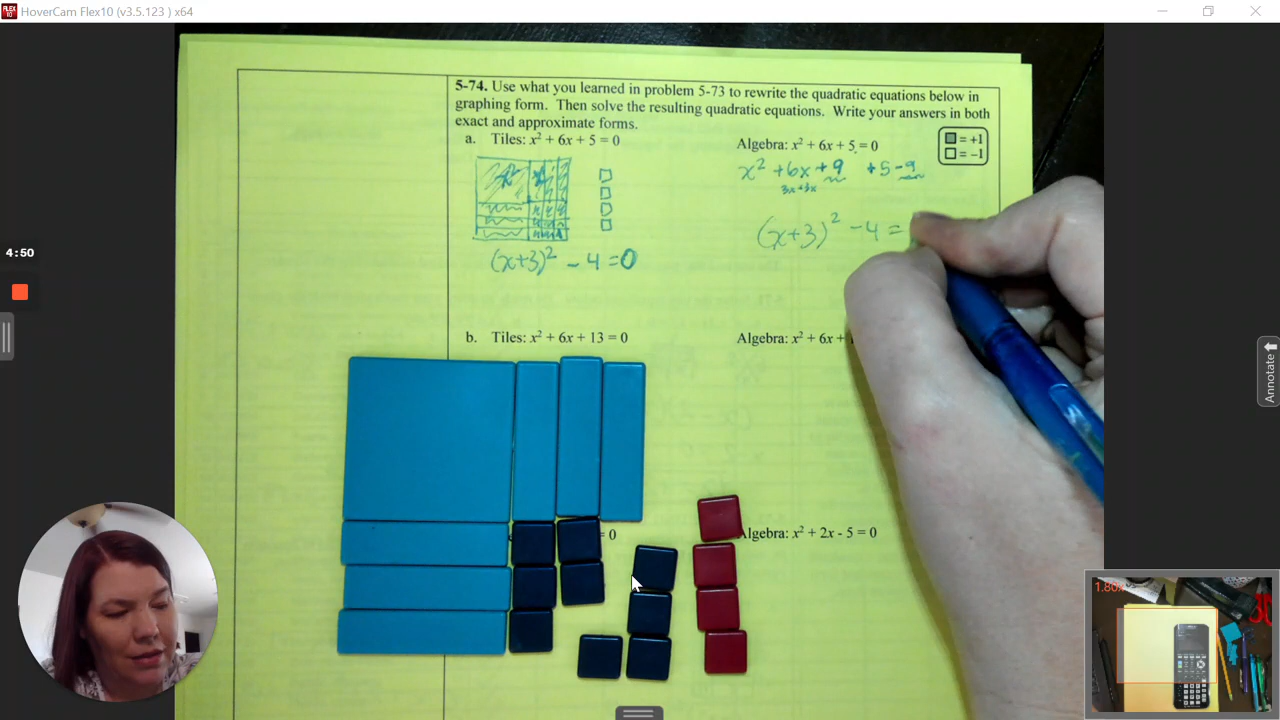 HoverCam Flex10 (v3.5.123 ) x64
5-74. Use what you learned in problem 5-73 to rewrite the quadratic equations below in
graphing form. Then solve the resulting quadratic equations. Write your answers in both
exact and approximate forms.
= +1
= −1
a. Tiles: x² + 6x + 5 = 0
Algebra: x² + 6x + 5 = 0
x² + 6x + 9 + 5 - 9
3x+3x
x²
(x+3)² - 4 = 0
(x+3)² - 4 =
4:50
b. Tiles: x² + 6x + 13 = 0
Algebra: x² + 6x +
= 0
Algebra: x² + 2x - 5 = 0
Annotate
1.80x